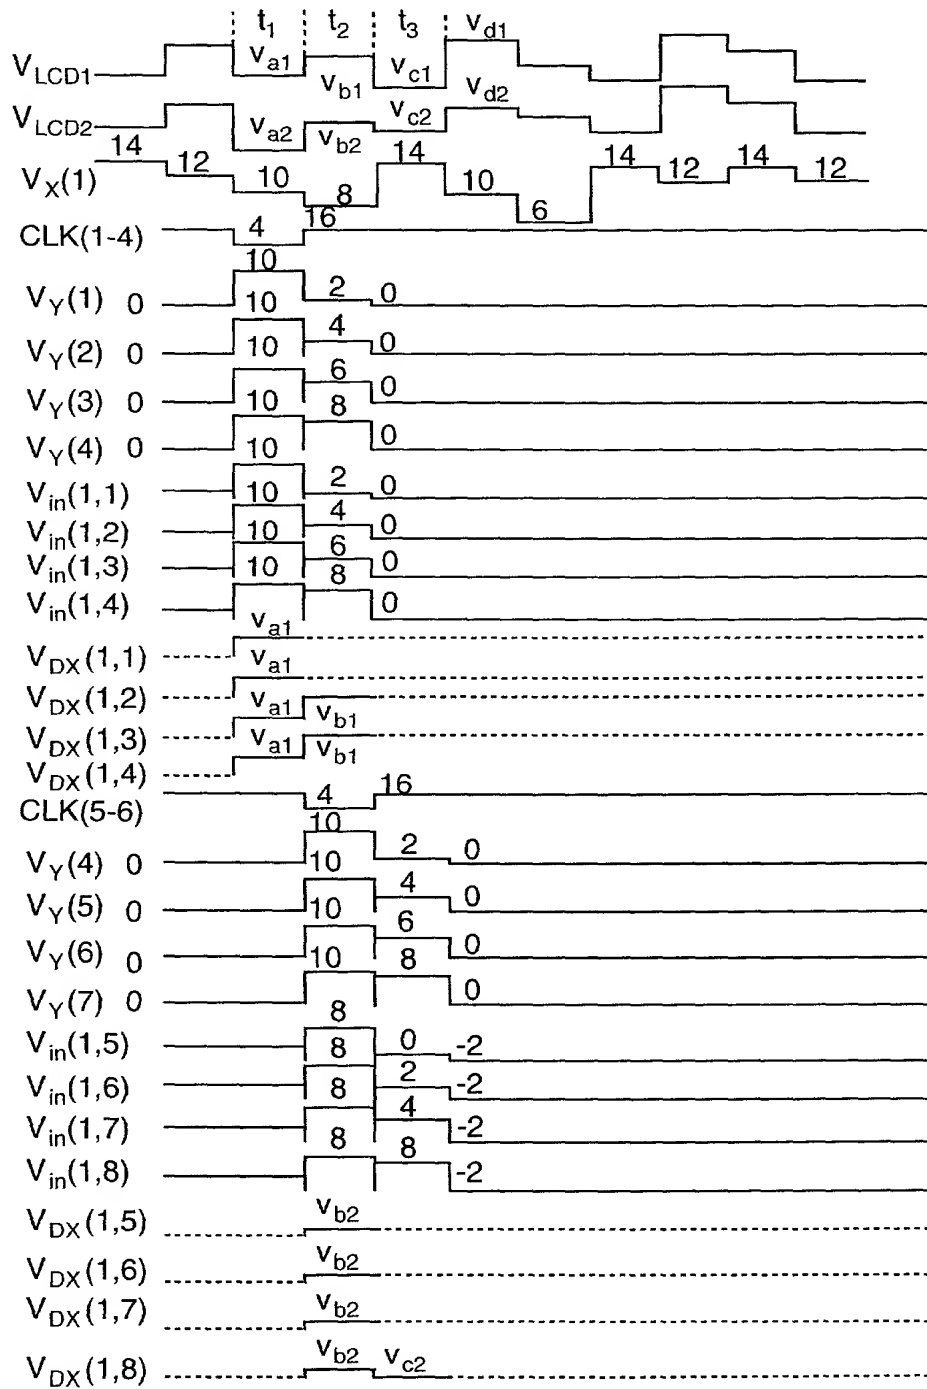 t1 t2 t3 vd1
VLCD1 va1 vb1 vc1
VLCD2 va2 vb2 vc2 vd2
VX(1) 14 12 10 8 14 10 6 14 12 14 12
CLK(1-4) 4 16
VY(1) 0 10 2 0
VY(2) 0 10 4 0
VY(3) 0 10 6 0
VY(4) 0 10 8 0
Vin(1,1) 10 2 0
Vin(1,2) 10 4 0
Vin(1,3) 10 6 0
Vin(1,4) 10 8 0
VDX(1,1) va1
VDX(1,2) va1
VDX(1,3) va1 vb1
VDX(1,4) va1 vb1
CLK(5-6) 4 16
VY(4) 0 10 2 0
VY(5) 0 10 4 0
VY(6) 0 10 6 0
VY(7) 0 10 8 0
Vin(1,5) 8 0 -2
Vin(1,6) 8 2 -2
Vin(1,7) 8 4 -2
Vin(1,8) 8 8 -2
VDX(1,5) vb2
VDX(1,6) vb2
VDX(1,7) vb2
VDX(1,8) vb2 vc2